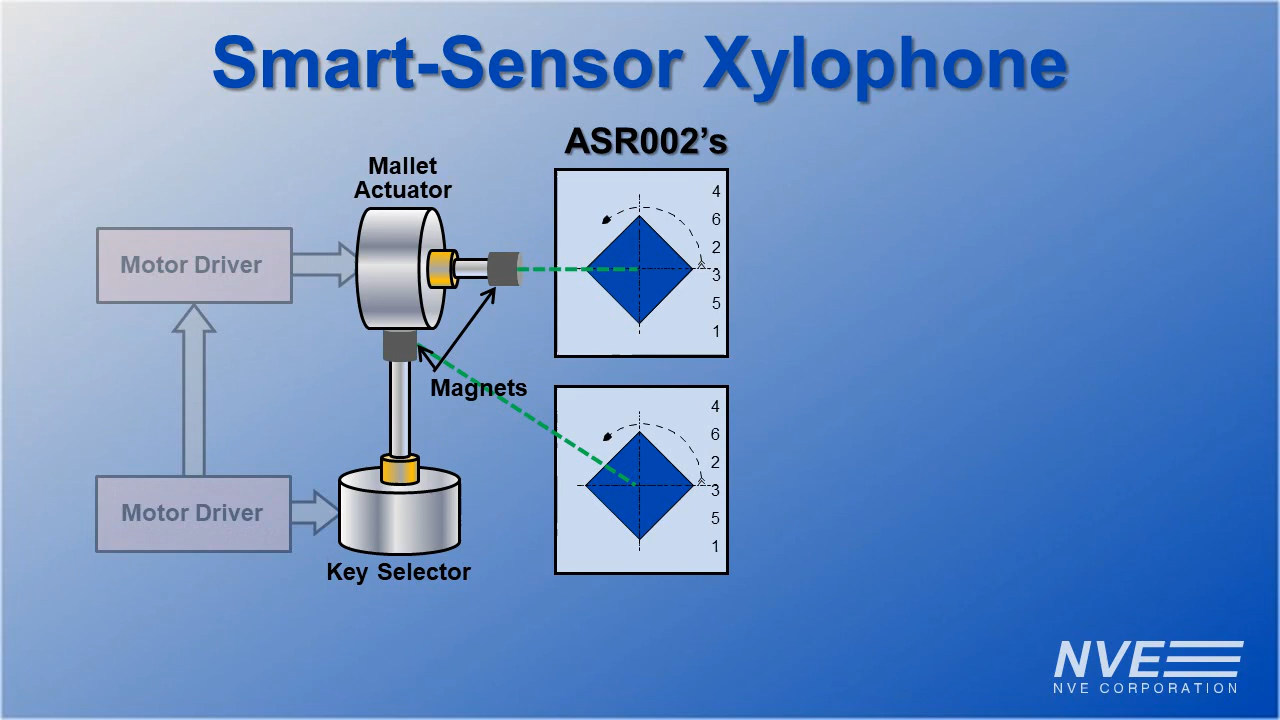 Smart-Sensor Xylophone
ASR002's
Mallet
Actuator
Motor Driver
4
6
2
3
5
1
Magnets
4
6
2
3
5
1
Motor Driver
Key Selector
NVE
NVE CORPORATION